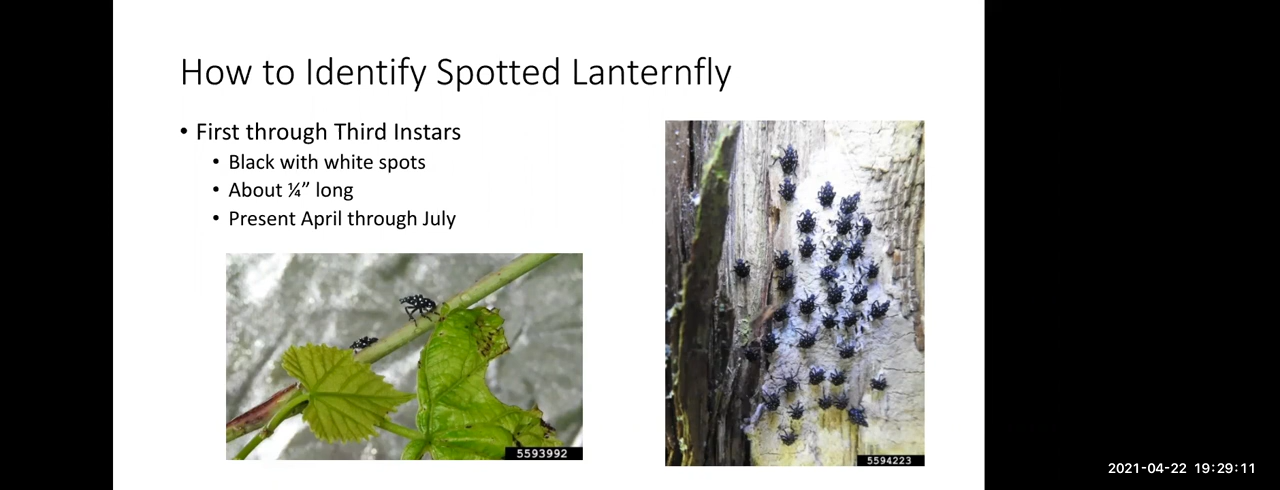 How to Identify Spotted Lanternfly
• First through Third Instars
• Black with white spots
• About ¼” long
• Present April through July
5593992
5594223
2021-04-22 19:29:11